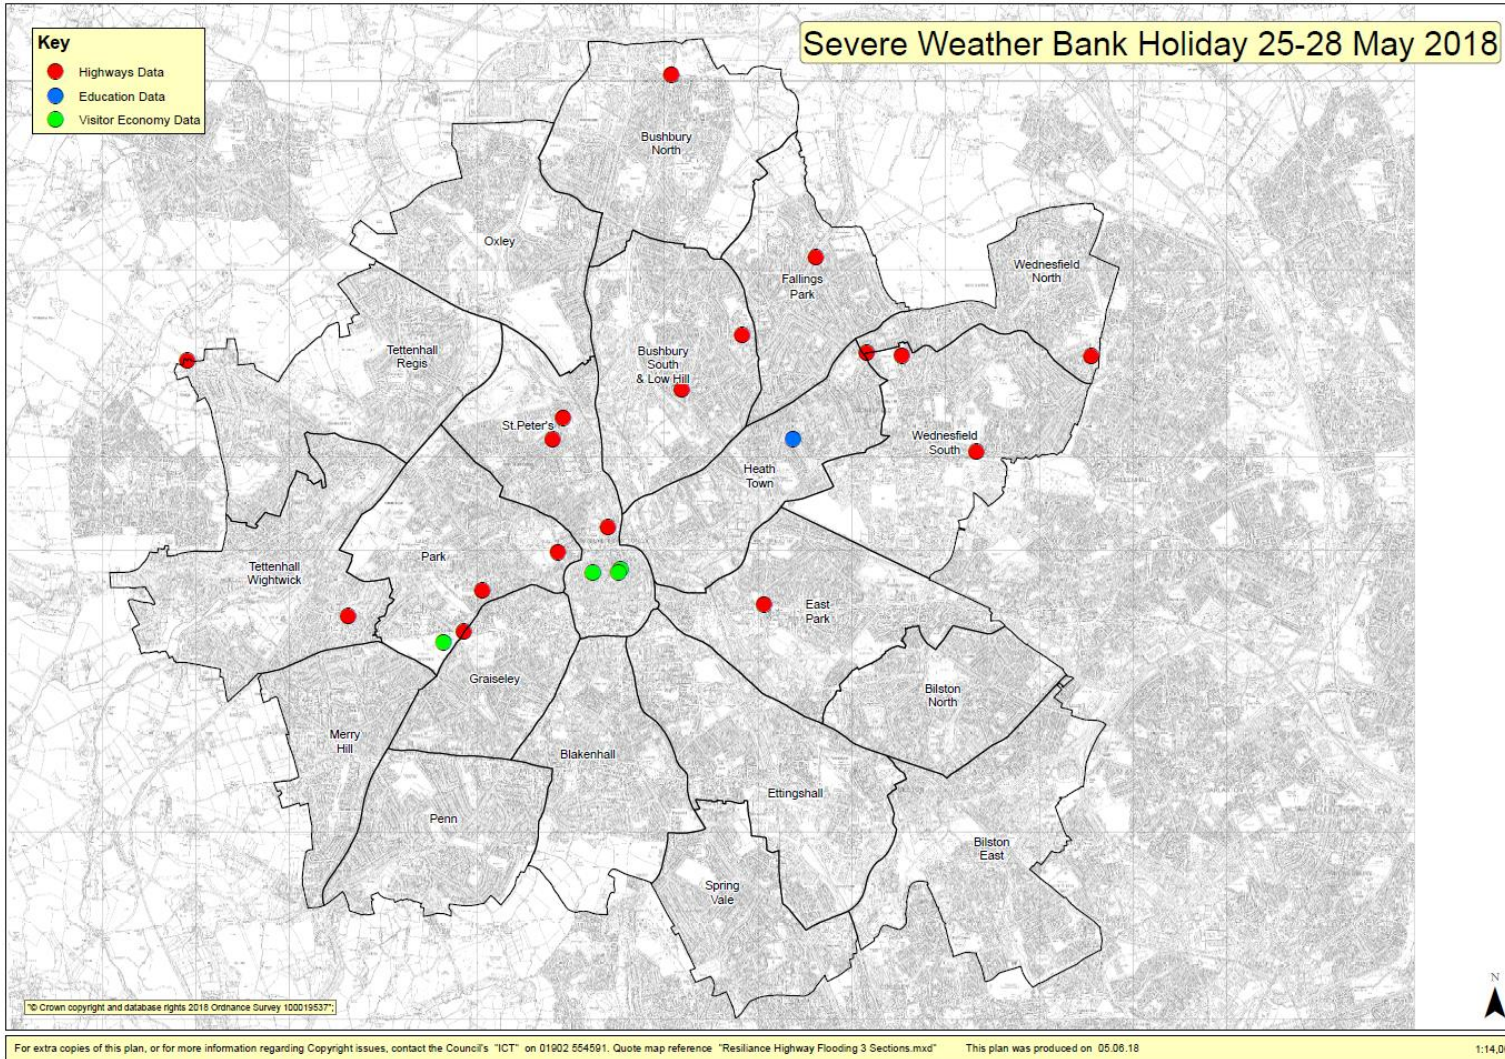 Severe Weather Bank Holiday 25-28 May 2018
Key
Highways Data
Education Data
Visitor Economy Data
Bushbury
North
Oxley
Fallings
Park
Wednesfield
North
Tettenhall
Regis
Bushbury
South
& Low Hill
St.Peter's
Wednesfield
South
Heath
Town
Park
Tettenhall
Wightwick
East
Park
Graiseley
Bilston
North
Merry
Hill
Blakenhall
Ettingshall
Penn
Bilston
East
Spring
Vale
N
"© Crown copyright and database rights 2018 Ordnance Survey 100019537";
For extra copies of this plan, or for more information regarding Copyright issues, contact the Council's "ICT" on 01902 554591. Quote map reference "Resiliance Highway Flooding 3 Sections.mxd" This plan was produced on 05.06.18